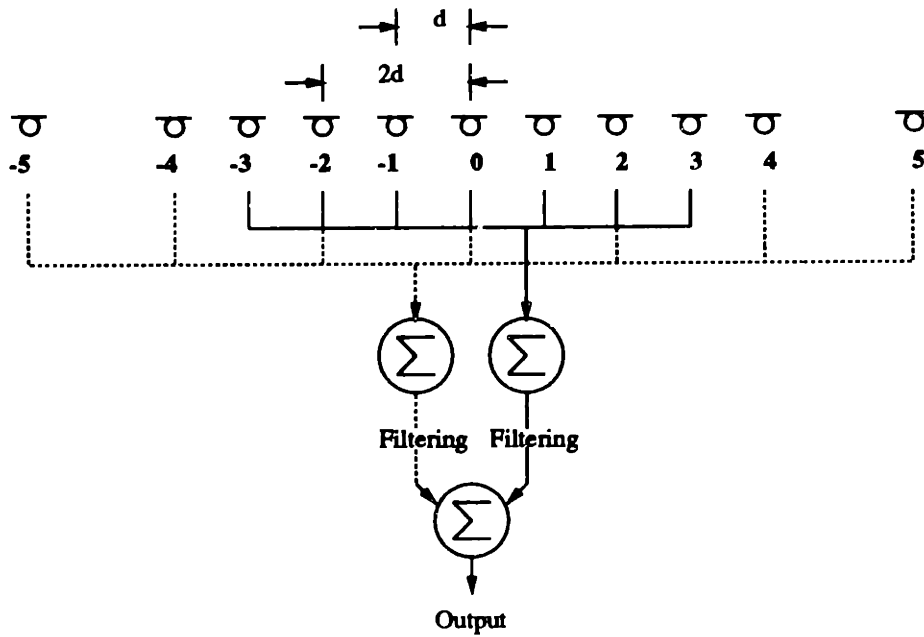 d
2d
-5 -4 -3 -2 -1 0 1 2 3 4 5
Σ Σ
Filtering Filtering
Σ
Output